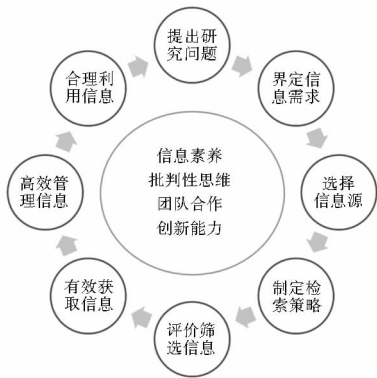 提出研
究问题
界定信
息需求
选择
信息源
制定检
索策略
评价筛
选信息
有效获
取信息
高效管
理信息
合理利
用信息
信息素养
批判性思维
团队合作
创新能力